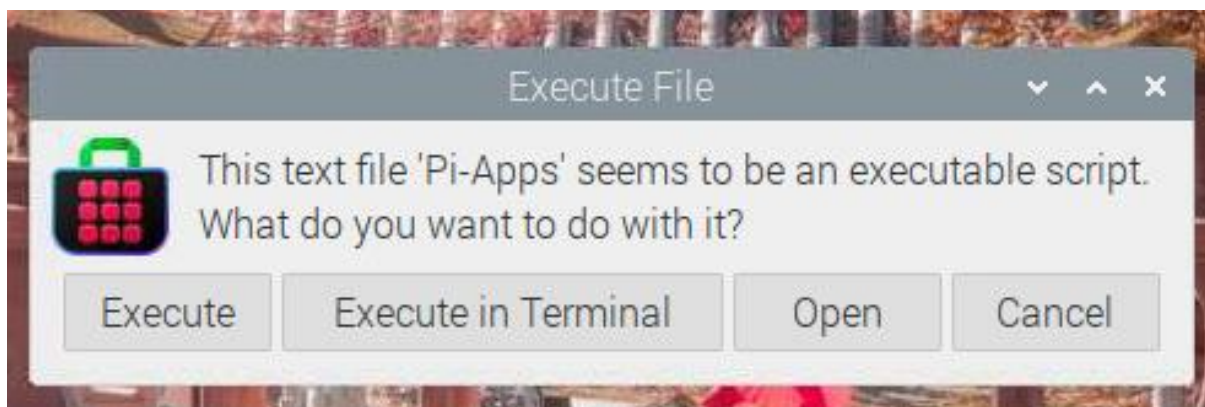 Execute File
This text file 'Pi-Apps' seems to be an executable script.
What do you want to do with it?
Execute
Execute in Terminal
Open
Cancel